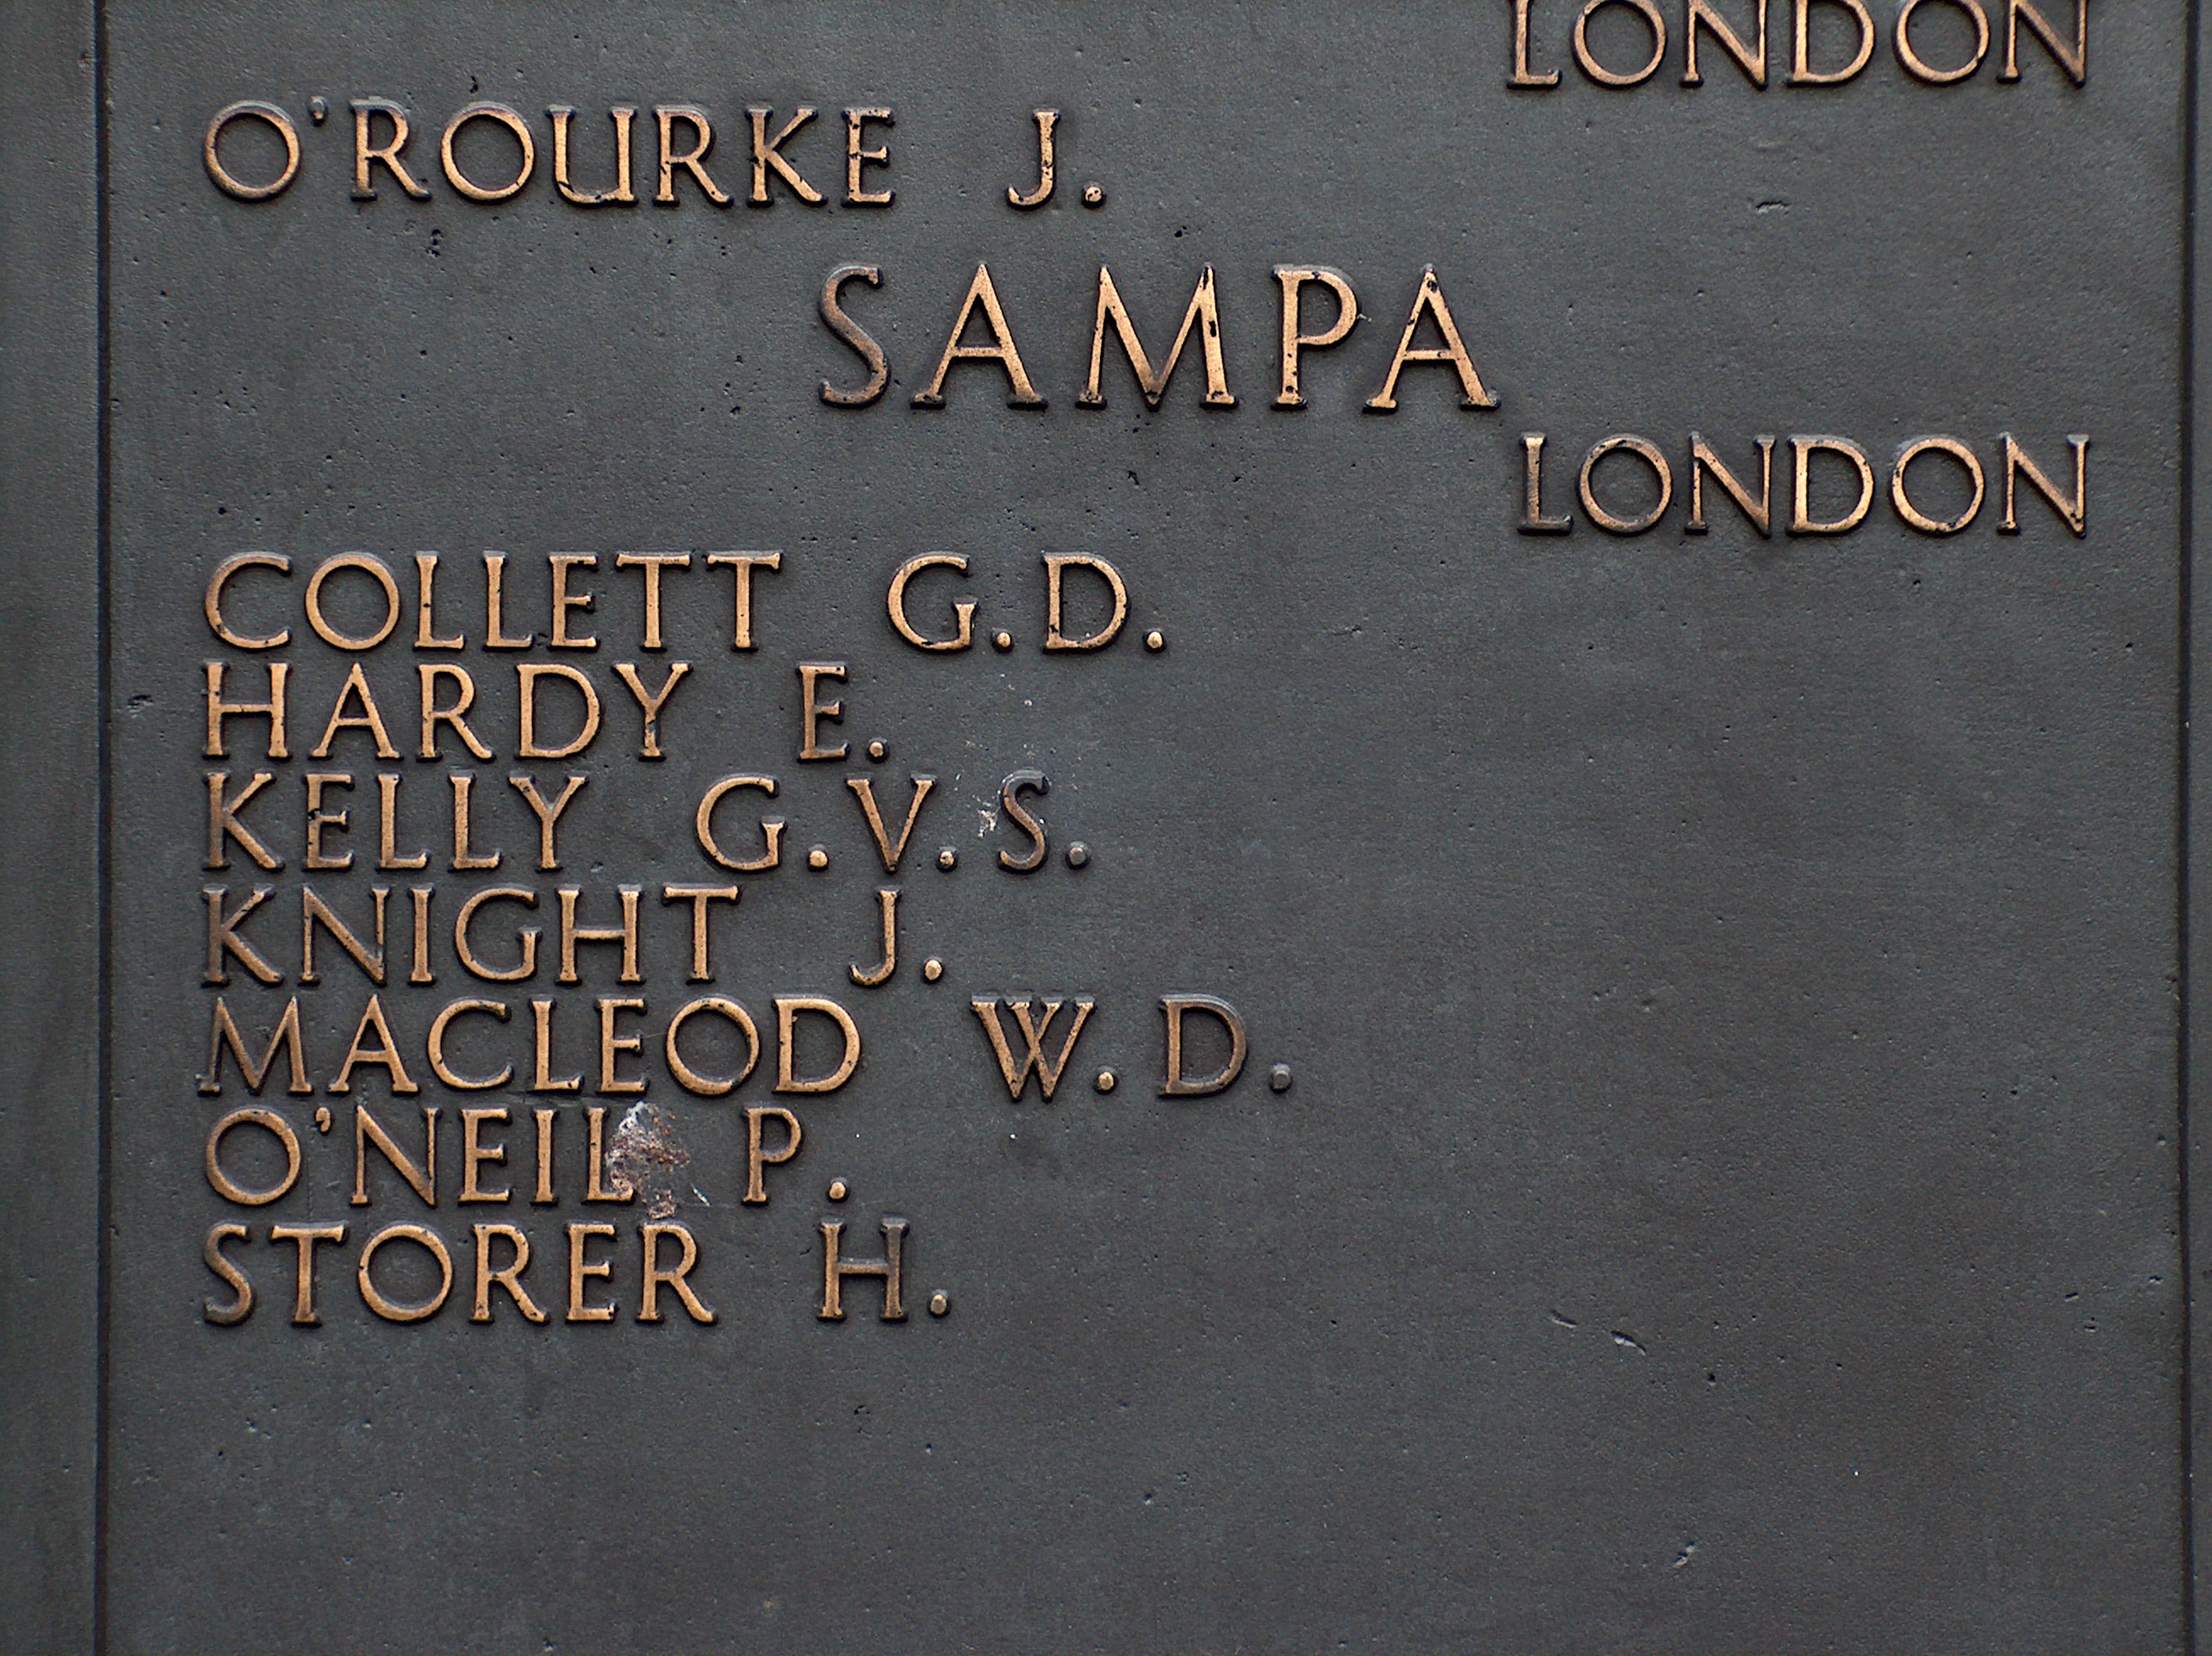 LONDON
O'ROURKE J.
SAMPA
LONDON
COLLETT G.D.
HARDY E.
KELLY G.V.S.
KNIGHT J.
MACLEOD W.D.
O'NEIL P.
STORER H.